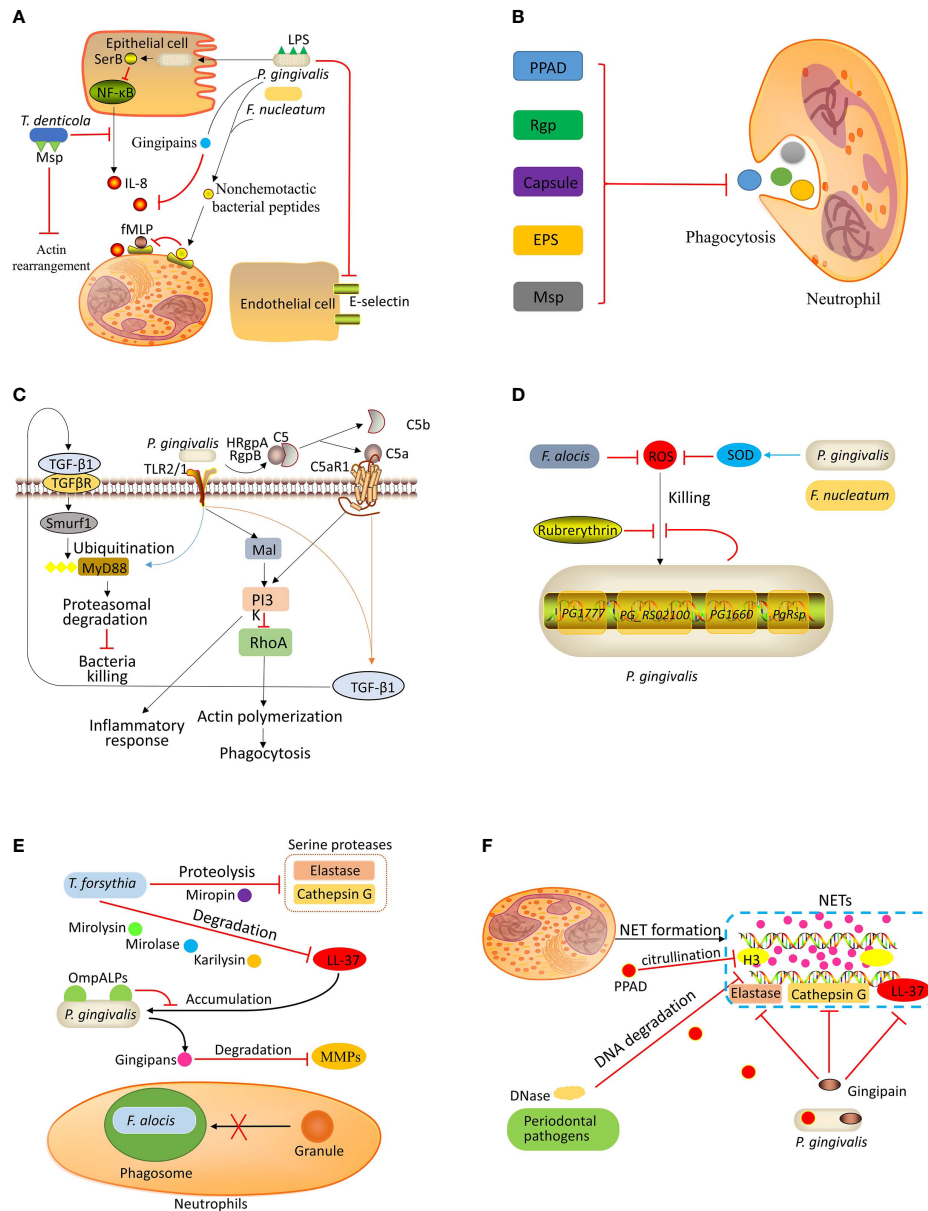 A
Epithelial cell
SerB
NF-κB
LPS
P. gingivalis
F. nucleatum
T. denticola
Msp
Gingipains
IL-8
Nonchemotactic
bacterial peptides
fMLP
Actin
rearrangement
Endothelial cell
E-selectin
B
PPAD
Rgp
Capsule
EPS
Msp
Phagocytosis
Neutrophil
C
P. gingivalis
HRgpA
RgpB
C5
C5b
C5a
TLR2/1
C5aR1
TGF-β1
TGFβR
Smurf1
Ubiquitination
MyD88
Mal
Proteasomal
degradation
PI3
K
RhoA
Bacteria
killing
TGF-β1
Inflammatory
response
Actin polymerization
Phagocytosis
D
F. alocis
ROS
SOD
P. gingivalis
F. nucleatum
Killing
Rubrerythrin
PG1777
PG_RS02100
PG1660
PgRsp
P. gingivalis
E
Serine proteases
T. forsythia
Proteolysis
Miropin
Elastase
Cathepsin G
Degradation
Mirolysin
Mirolase
Karilysin
LL-37
OmpALPs
Accumulation
P. gingivalis
Gingipans
Degradation
MMPs
F. alocis
Phagosome
Granule
Neutrophils
F
NETs
NET formation
citrullination
PPAD
H3
Elastase
Cathepsin G
LL-37
DNA degradation
DNase
Periodontal
pathogens
Gingipain
P. gingivalis